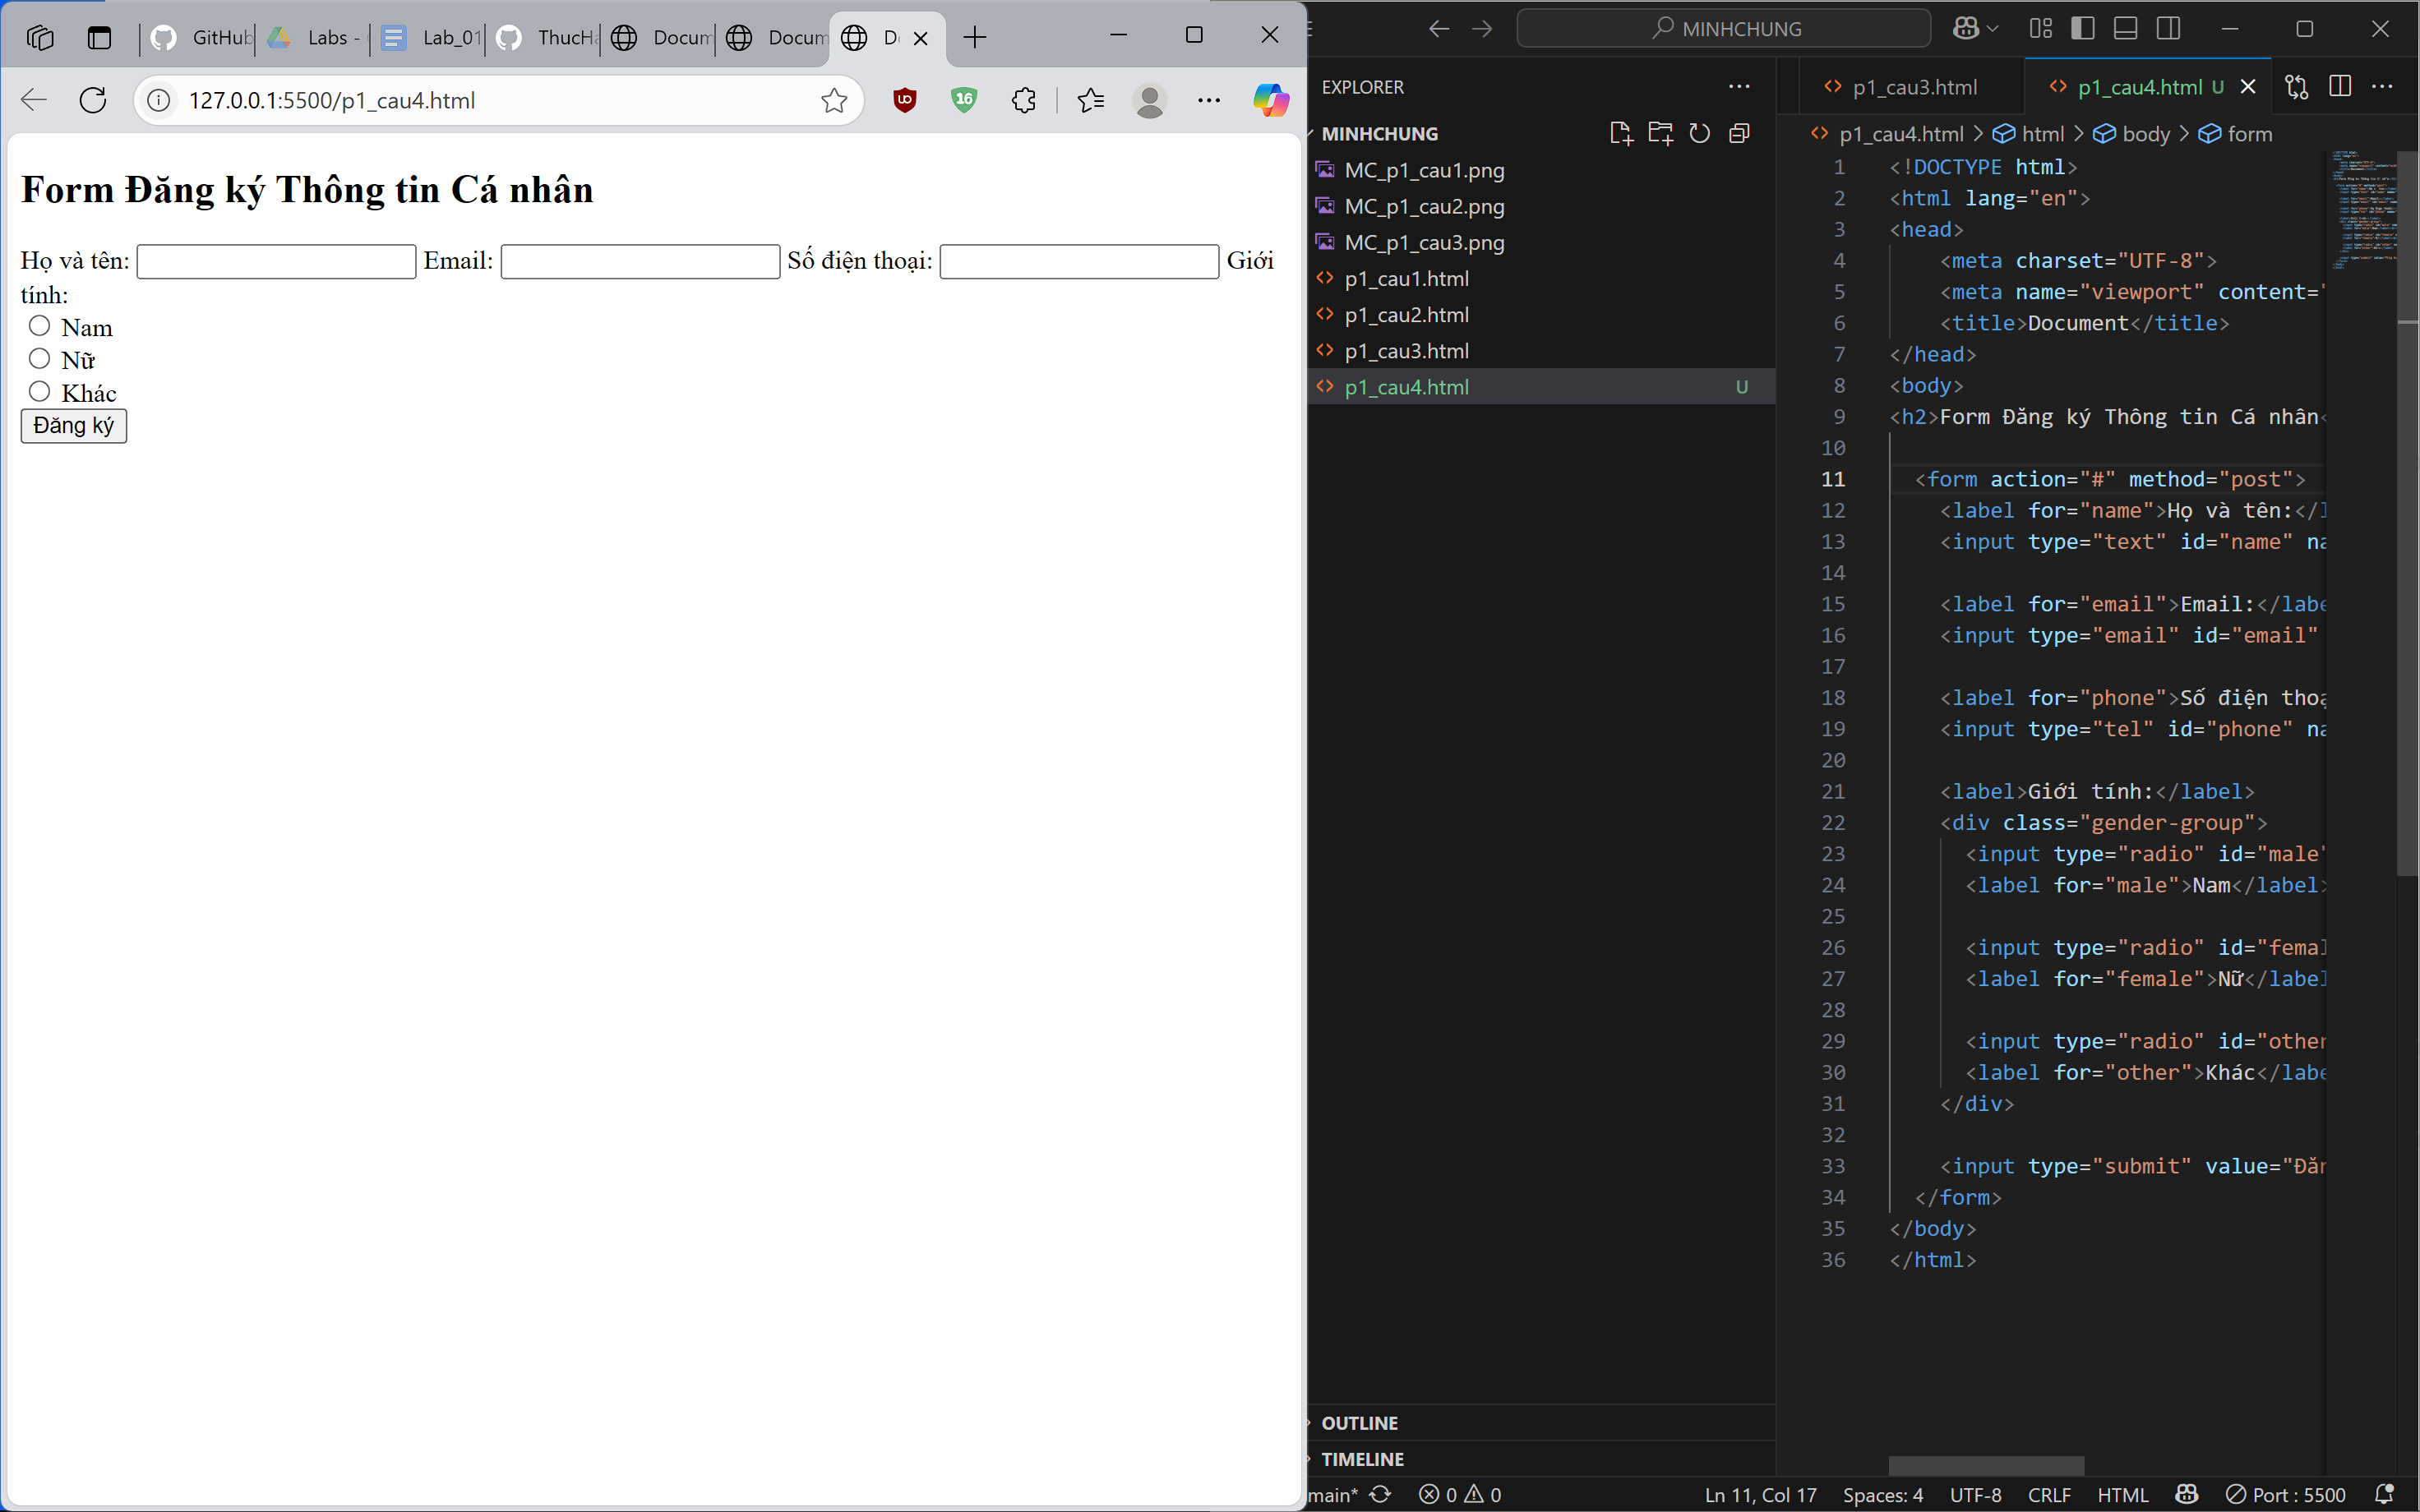 GitHub
Labs -
Lab_01
ThucHa
Docum
Docum
127.0.0.1:5500/p1_cau4.html
16
Form Đăng ký Thông tin Cá nhân
Họ và tên: Email: Số điện thoại: Giới
tính:
Nam
Nữ
Khác
Đăng ký
MINHCHUNG
EXPLORER
MINHCHUNG
MC_p1_cau1.png
MC_p1_cau2.png
MC_p1_cau3.png
p1_cau1.html
p1_cau2.html
p1_cau3.html
p1_cau4.html U
OUTLINE
TIMELINE
p1_cau3.html
p1_cau4.html U
p1_cau4.html > html > body > form
1 <!DOCTYPE html>
2 <html lang="en">
3 <head>
4 <meta charset="UTF-8">
5 <meta name="viewport" content="
6 <title>Document</title>
7 </head>
8 <body>
9 <h2>Form Đăng ký Thông tin Cá nhân<
10
11 <form action="#" method="post">
12 <label for="name">Họ và tên:</l
13 <input type="text" id="name" na
14
15 <label for="email">Email:</labe
16 <input type="email" id="email"
17
18 <label for="phone">Số điện thoạ
19 <input type="tel" id="phone" na
20
21 <label>Giới tính:</label>
22 <div class="gender-group">
23 <input type="radio" id="male"
24 <label for="male">Nam</label>
25
26 <input type="radio" id="femal
27 <label for="female">Nữ</label
28
29 <input type="radio" id="other
30 <label for="other">Khác</labe
31 </div>
32
33 <input type="submit" value="Đăn
34 </form>
35 </body>
36 </html>
main* 0 0 Ln 11, Col 17 Spaces: 4 UTF-8 CRLF HTML Port : 5500